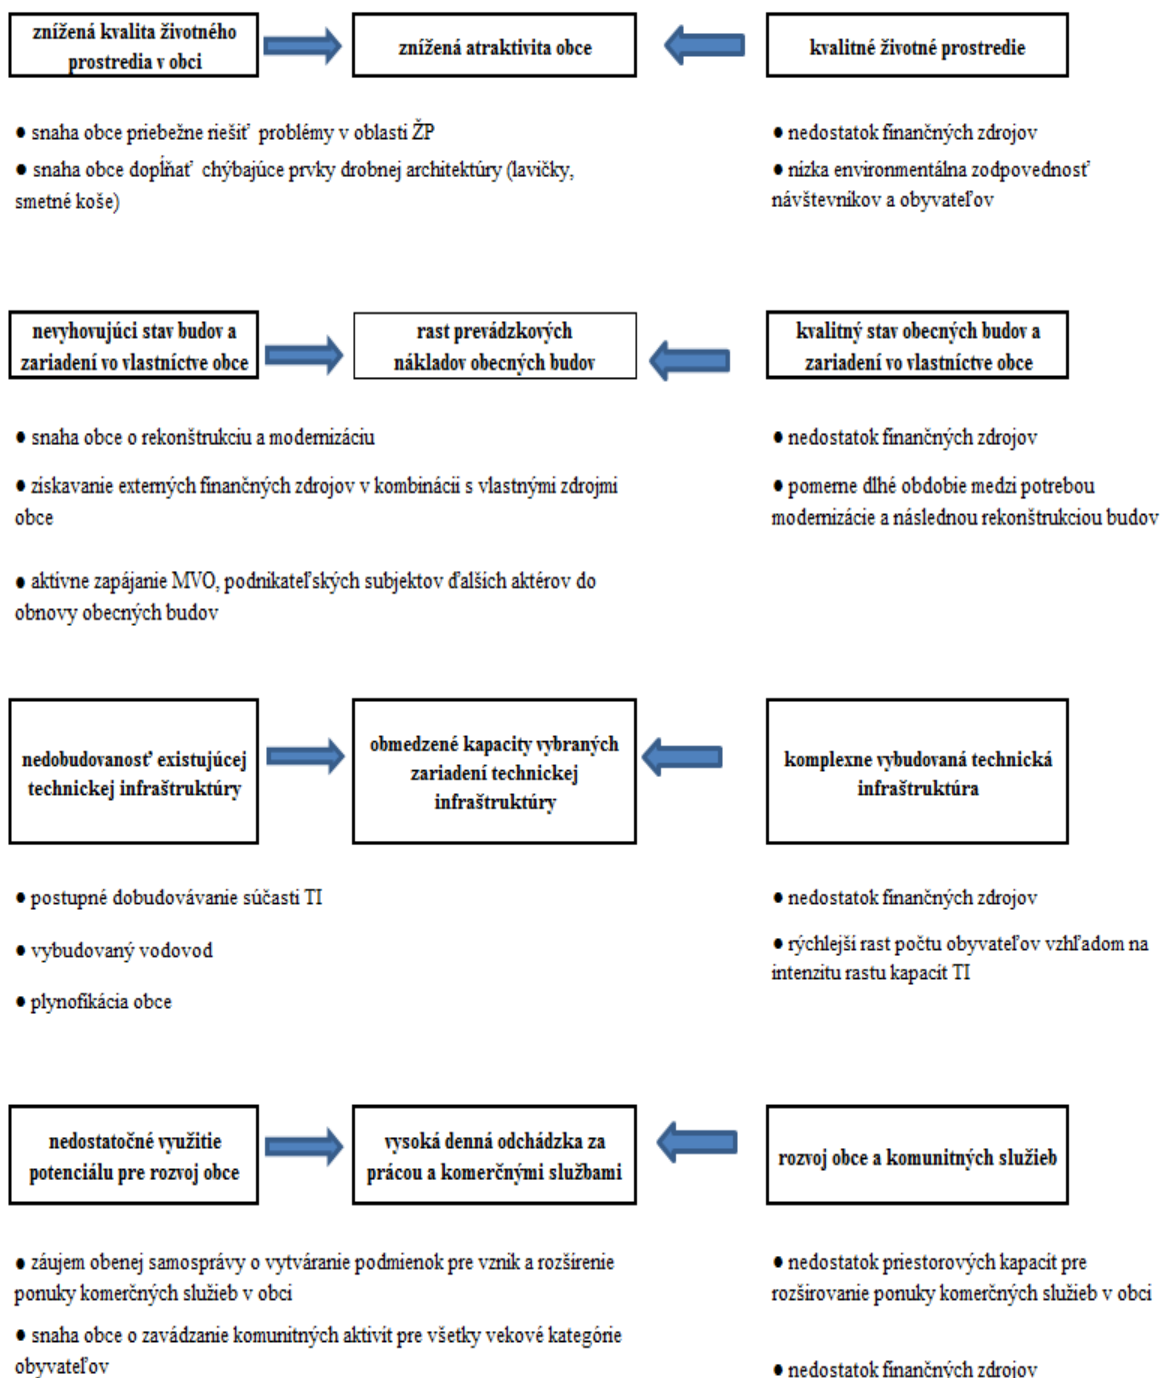 znížená kvalita životného
prostredia v obci
znížená atraktivita obce
kvalitné životné prostredie
● snaha obce priebežne riešiť problémy v oblasti ŽP
● snaha obce dopĺňať chýbajúce prvky drobnej architektúry (lavičky,
smetné koše)
● nedostatok finančných zdrojov
● nízka environmentálna zodpovednosť
návštevníkov a obyvateľov
nevyhovujúci stav budov a
zariadení vo vlastníctve obce
rast prevádzkových
nákladov obecných budov
kvalitný stav obecných budov a
zariadení vo vlastníctve obce
● snaha obce o rekonštrukciu a modernizáciu
● získavanie externých finančných zdrojov v kombinácii s vlastnými zdrojmi
obce
● aktívne zapájanie MVO, podnikateľských subjektov ďalších aktérov do
obnovy obecných budov
● nedostatok finančných zdrojov
● pomerne dlhé obdobie medzi potrebou
modernizácie a následnou rekonštrukciou budov
nedobudovanosť existujúcej
technickej infraštruktúry
obmedzené kapacity vybraných
zariadení technickej
infraštruktúry
komplexne vybudovaná technická
infraštruktúra
● postupné dobudovávanie súčasti TI
● vybudovaný vodovod
● plynofikácia obce
● nedostatok finančných zdrojov
● rýchlejší rast počtu obyvateľov vzhľadom na
intenzitu rastu kapacít TI
nedostatočné využitie
potenciálu pre rozvoj obce
vysoká denná odchádzka za
prácou a komerčnými službami
rozvoj obce a komunitných služieb
● záujem obenej samosprávy o vytváranie podmienok pre vznik a rozšírenie
ponuky komerčných služieb v obci
● snaha obce o zavádzanie komunitných aktivít pre všetky vekové kategórie
obyvateľov
● nedostatok priestorových kapacít pre
rozširovanie ponuky komerčných služieb v obci
● nedostatok finančných zdrojov